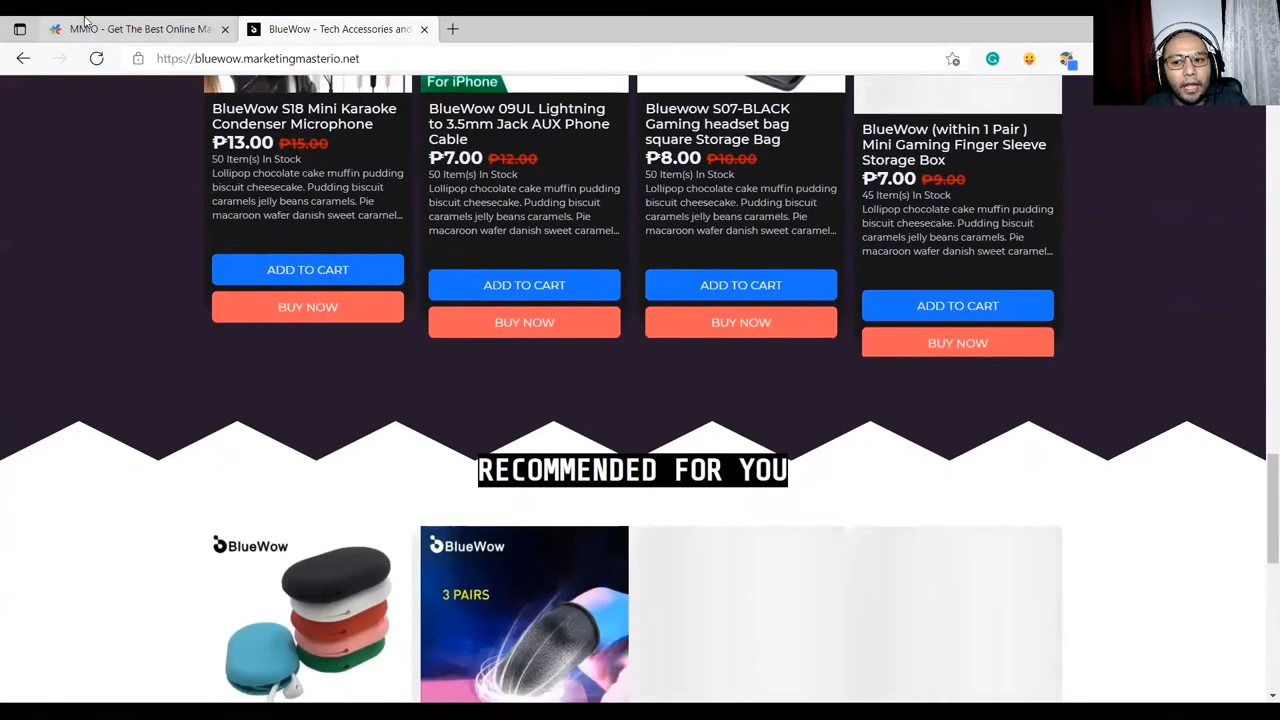 MMIO - Get The Best Online Ma
BlueWow - Tech Accessories and
https://bluewow.marketingmasterio.net
For iPhone
BlueWow S18 Mini Karaoke
Condenser Microphone
₱13.00 ₱15.00
50 Item(s) In Stock
Lollipop chocolate cake muffin pudding
biscuit cheesecake. Pudding biscuit
caramels jelly beans caramels. Pie
macaroon wafer danish sweet caramel...
ADD TO CART
BUY NOW
BlueWow 09UL Lightning
to 3.5mm Jack AUX Phone
Cable
₱7.00 ₱12.00
50 Item(s) In Stock
Lollipop chocolate cake muffin pudding
biscuit cheesecake. Pudding biscuit
caramels jelly beans caramels. Pie
macaroon wafer danish sweet caramel...
ADD TO CART
BUY NOW
Bluewow S07-BLACK
Gaming headset bag
square Storage Bag
₱8.00 ₱10.00
50 Item(s) In Stock
Lollipop chocolate cake muffin pudding
biscuit cheesecake. Pudding biscuit
caramels jelly beans caramels. Pie
macaroon wafer danish sweet caramel...
ADD TO CART
BUY NOW
BlueWow (within 1 Pair )
Mini Gaming Finger Sleeve
Storage Box
₱7.00 ₱9.00
45 Item(s) In Stock
Lollipop chocolate cake muffin pudding
biscuit cheesecake. Pudding biscuit
caramels jelly beans caramels. Pie
macaroon wafer danish sweet caramel...
ADD TO CART
BUY NOW
RECOMMENDED FOR YOU
BlueWow
BlueWow
3 PAIRS